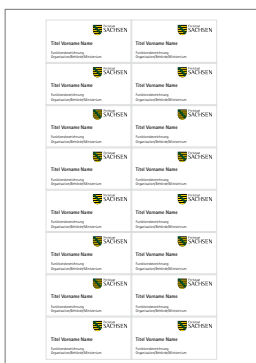 Freistaat SACHSEN Freistaat SACHSEN
Titel Vorname Name Titel Vorname Name
Funktionsbezeichnung Funktionsbezeichnung
Organisation/Behörde/Ministerium Organisation/Behörde/Ministerium
Freistaat SACHSEN Freistaat SACHSEN
Titel Vorname Name Titel Vorname Name
Funktionsbezeichnung Funktionsbezeichnung
Organisation/Behörde/Ministerium Organisation/Behörde/Ministerium
Freistaat SACHSEN Freistaat SACHSEN
Titel Vorname Name Titel Vorname Name
Funktionsbezeichnung Funktionsbezeichnung
Organisation/Behörde/Ministerium Organisation/Behörde/Ministerium
Freistaat SACHSEN Freistaat SACHSEN
Titel Vorname Name Titel Vorname Name
Funktionsbezeichnung Funktionsbezeichnung
Organisation/Behörde/Ministerium Organisation/Behörde/Ministerium
Freistaat SACHSEN Freistaat SACHSEN
Titel Vorname Name Titel Vorname Name
Funktionsbezeichnung Funktionsbezeichnung
Organisation/Behörde/Ministerium Organisation/Behörde/Ministerium
Freistaat SACHSEN Freistaat SACHSEN
Titel Vorname Name Titel Vorname Name
Funktionsbezeichnung Funktionsbezeichnung
Organisation/Behörde/Ministerium Organisation/Behörde/Ministerium
Freistaat SACHSEN Freistaat SACHSEN
Titel Vorname Name Titel Vorname Name
Funktionsbezeichnung Funktionsbezeichnung
Organisation/Behörde/Ministerium Organisation/Behörde/Ministerium
Freistaat SACHSEN Freistaat SACHSEN
Titel Vorname Name Titel Vorname Name
Funktionsbezeichnung Funktionsbezeichnung
Organisation/Behörde/Ministerium Organisation/Behörde/Ministerium